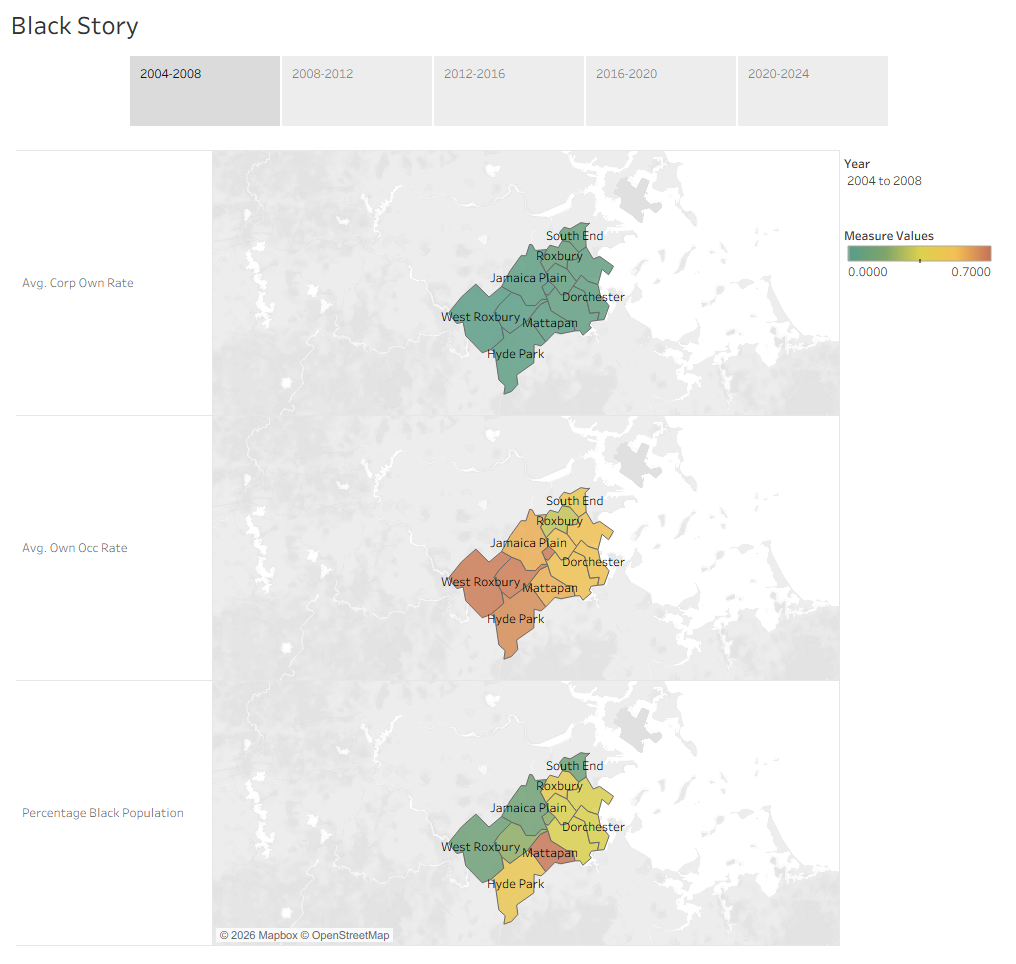 Black Story
2004-2008
2008-2012
2012-2016
2016-2020
2020-2024
Year
2004 to 2008
Measure Values
0.0000
0.7000
Avg. Corp Own Rate
South End
Roxbury
Jamaica Plain
Dorchester
West Roxbury
Mattapan
Hyde Park
Avg. Own Occ Rate
South End
Roxbury
Jamaica Plain
Dorchester
West Roxbury
Mattapan
Hyde Park
Percentage Black Population
South End
Roxbury
Jamaica Plain
Dorchester
West Roxbury
Mattapan
Hyde Park
© 2026 Mapbox © OpenStreetMap